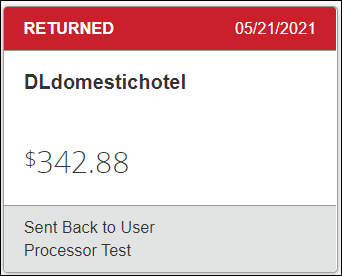 RETURNED 05/21/2021
DLdomestichotel
$342.88
Sent Back to User
Processor Test